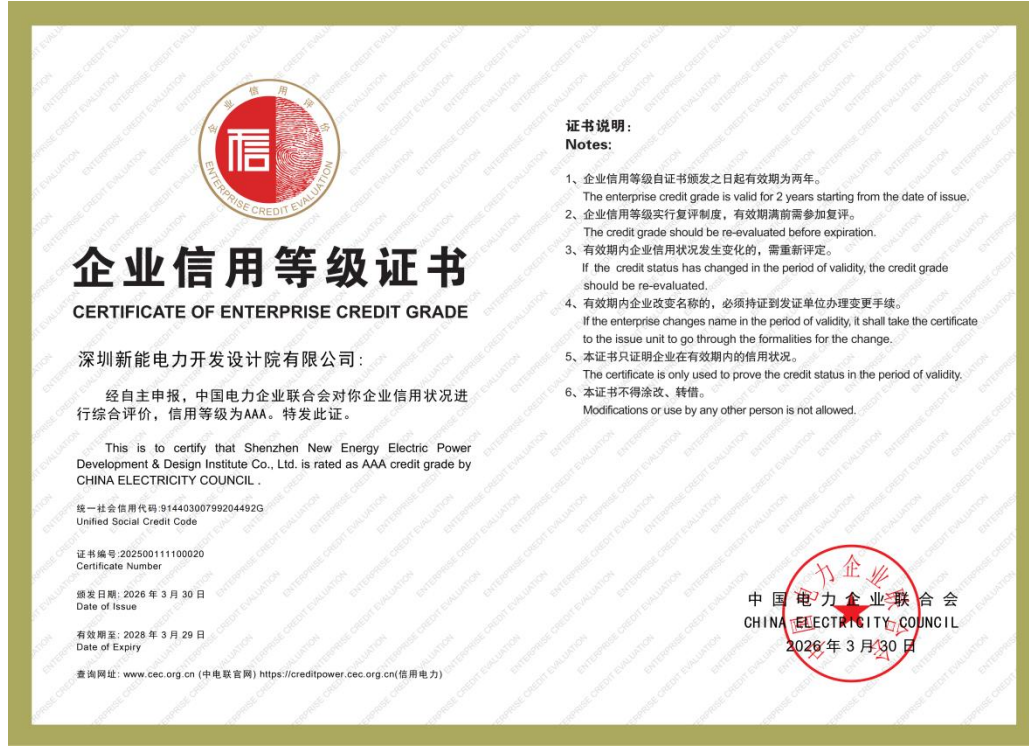 企业信用评价
信
ENTERPRISE CREDIT EVALUATION
企业信用等级证书
CERTIFICATE OF ENTERPRISE CREDIT GRADE
深圳新能电力开发设计院有限公司:
经自主申报，中国电力企业联合会对你企业信用状况进
行综合评价，信用等级为AAA。特发此证。
This is to certify that Shenzhen New Energy Electric Power
Development & Design Institute Co., Ltd. is rated as AAA credit grade by
CHINA ELECTRICITY COUNCIL .
统一社会信用代码:91440300799204492G
Unified Social Credit Code
证书编号:202500111100020
Certificate Number
颁发日期: 2026 年 3 月 30 日
Date of Issue
有效期至: 2028 年 3 月 29 日
Date of Expiry
查询网址: www.cec.org.cn (中电联官网) https://creditpower.cec.org.cn(信用电力)
证书说明:
Notes:
1、企业信用等级自证书颁发之日起有效期为两年。
The enterprise credit grade is valid for 2 years starting from the date of issue.
2、企业信用等级实行复评制度，有效期满前需参加复评。
The credit grade should be re-evaluated before expiration.
3、有效期内企业信用状况发生变化的，需重新评定。
If the credit status has changed in the period of validity, the credit grade
should be re-evaluated.
4、有效期内企业改变名称的，必须持证到发证单位办理变更手续。
If the enterprise changes name in the period of validity, it shall take the certificate
to the issue unit to go through the formalities for the change.
5、本证书只证明企业在有效期内的信用状况。
The certificate is only used to prove the credit status in the period of validity.
6、本证书不得涂改、转借。
Modifications or use by any other person is not allowed.
中国电力企业联合会
CHINA ELECTRICITY COUNCIL
2026 年 3 月 30 日
中国电力企业联合会